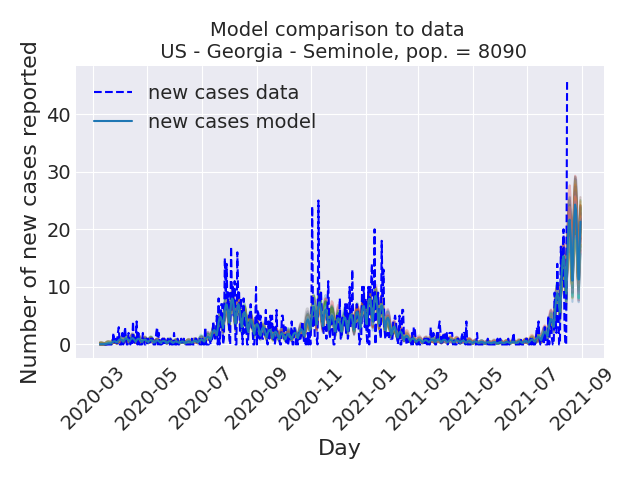 Model comparison to data
US - Georgia - Seminole, pop. = 8090
new cases data
new cases model
Number of new cases reported
40
30
20
10
0
2020-03
2020-05
2020-07
2020-09
2020-11
2021-01
2021-03
2021-05
2021-07
2021-09
Day